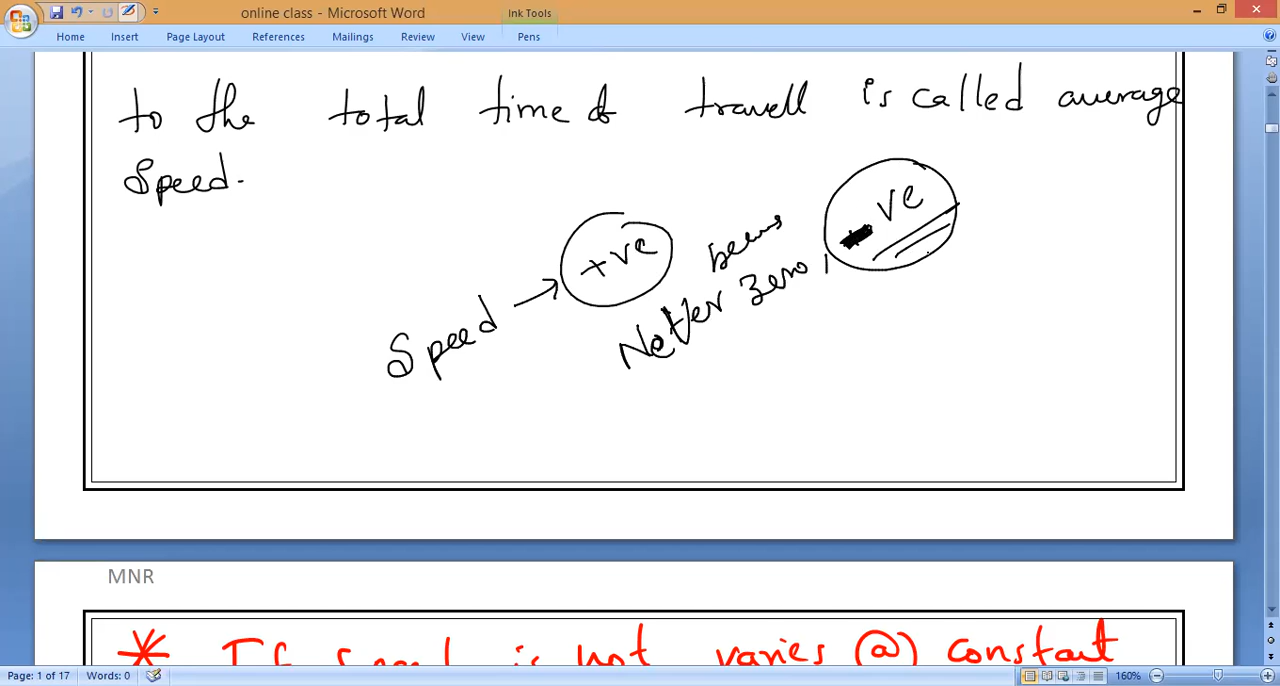 online class - Microsoft Word
Ink Tools
Home Insert Page Layout References Mailings Review View Pens
to the total time of travell is called average
Speed.
Speed → +ve
Never zero, -ve
MNR
* If Speed is not varies @ constant
Page: 1 of 17 Words: 0 160%